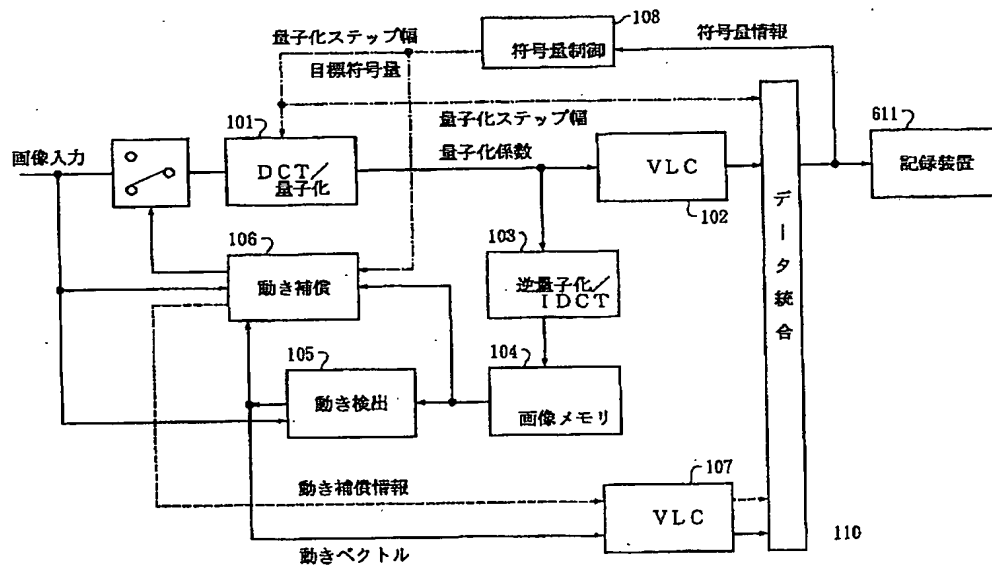 108
量子化ステップ幅
符号量制御
符号量情報
目標符号量
101
量子化ステップ幅
611
画像入力
DCT/
量子化
量子化係数
VLC
102
記録装置
データ統合
106
動き補償
103
逆量子化/
IDCT
105
動き検出
104
画像メモリ
107
動き補償情報
VLC
110
動きベクトル